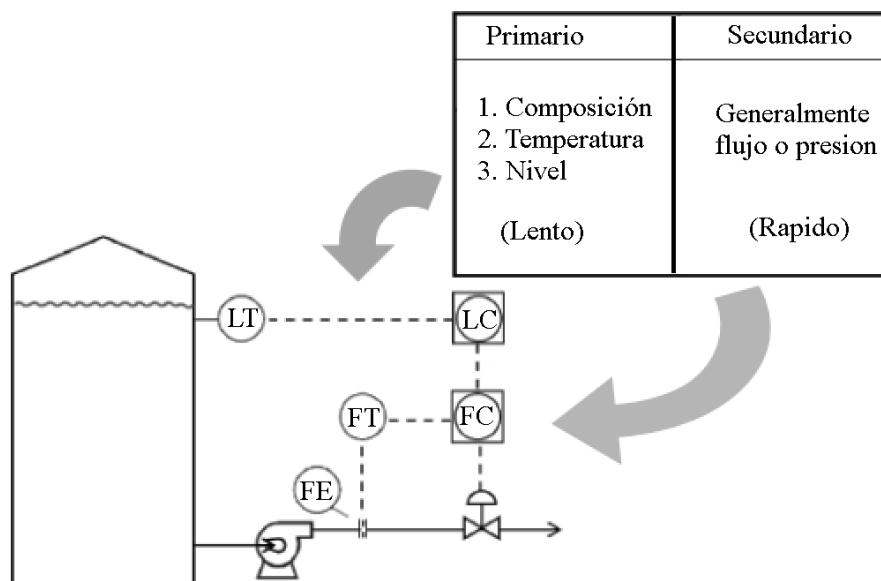 Primario
Secundario
1. Composición
2. Temperatura
3. Nivel
(Lento)
Generalmente
flujo o presion
(Rapido)
LT
LC
FT
FC
FE